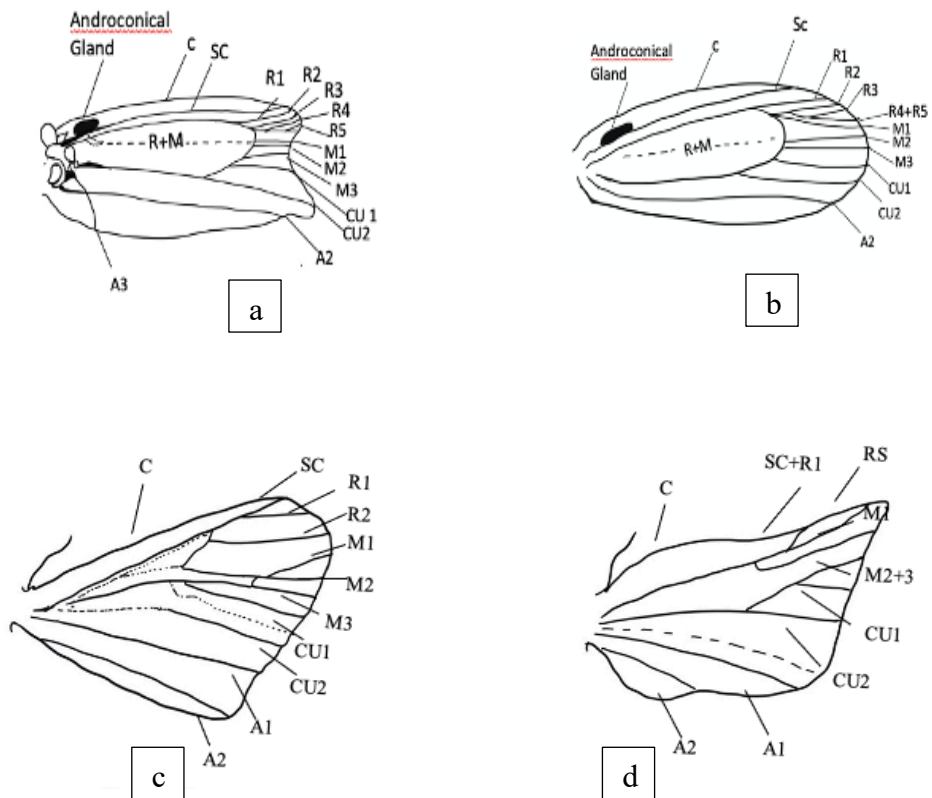 Androconical
Gland
C
SC
R1
R2
R3
R4
R5
R+M
M1
M2
M3
CU 1
CU2
A2
A3
a
Androconical
Gland
C
Sc
R1
R2
R3
R4+R5
M1
M2
R+M
M3
CU1
CU2
A2
b
C
SC
R1
R2
M1
M2
M3
CU1
CU2
A1
A2
c
C
SC+R1
RS
M1
M2+3
CU1
CU2
A2
A1
d